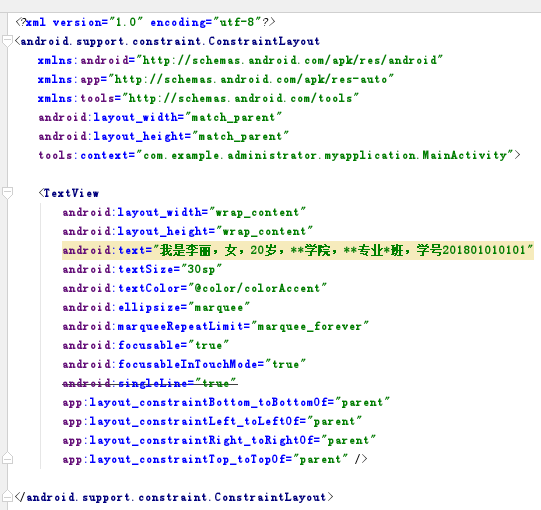 <?xml version="1.0" encoding="utf-8"?>
<android.support.constraint.ConstraintLayout
xmlns:android="http://schemas.android.com/apk/res/android"
xmlns:app="http://schemas.android.com/apk/res-auto"
xmlns:tools="http://schemas.android.com/tools"
android:layout_width="match_parent"
android:layout_height="match_parent"
tools:context="com.example.administrator.myapplication.MainActivity">
<TextView
android:layout_width="wrap_content"
android:layout_height="wrap_content"
android:text="我是李丽，女，20岁，**学院，**专业*班，学号201801010101"
android:textSize="30sp"
android:textColor="@color/colorAccent"
android:ellipsize="marquee"
android:marqueeRepeatLimit="marquee_forever"
android:focusable="true"
android:focusableInTouchMode="true"
android:singleLine="true"
app:layout_constraintBottom_toBottomOf="parent"
app:layout_constraintLeft_toLeftOf="parent"
app:layout_constraintRight_toRightOf="parent"
app:layout_constraintTop_toTopOf="parent" />
</android.support.constraint.ConstraintLayout>